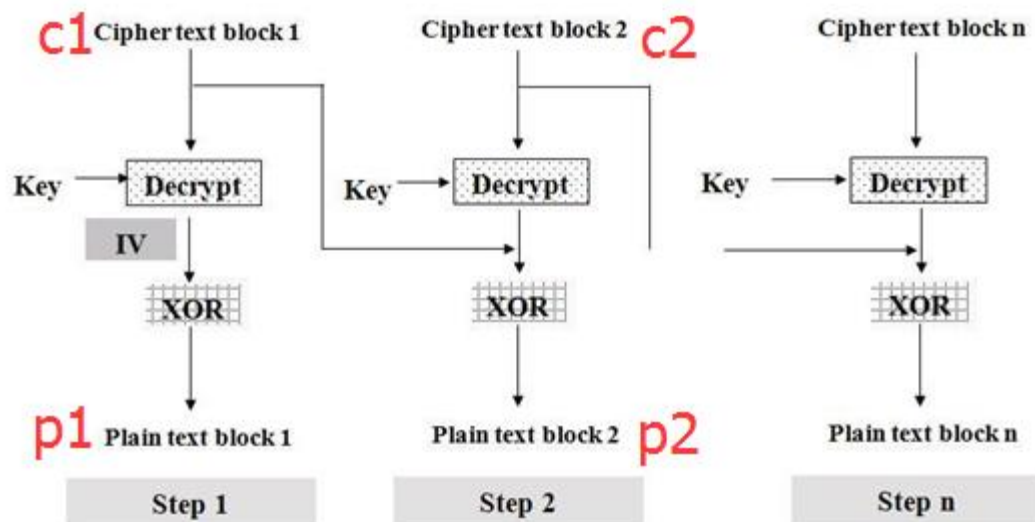 c1 Cipher text block 1 Cipher text block 2 c2 Cipher text block n
Key Decrypt Key Decrypt Key Decrypt
IV
XOR XOR XOR
p1 Plain text block 1 Plain text block 2 p2 Plain text block n
Step 1 Step 2 Step n